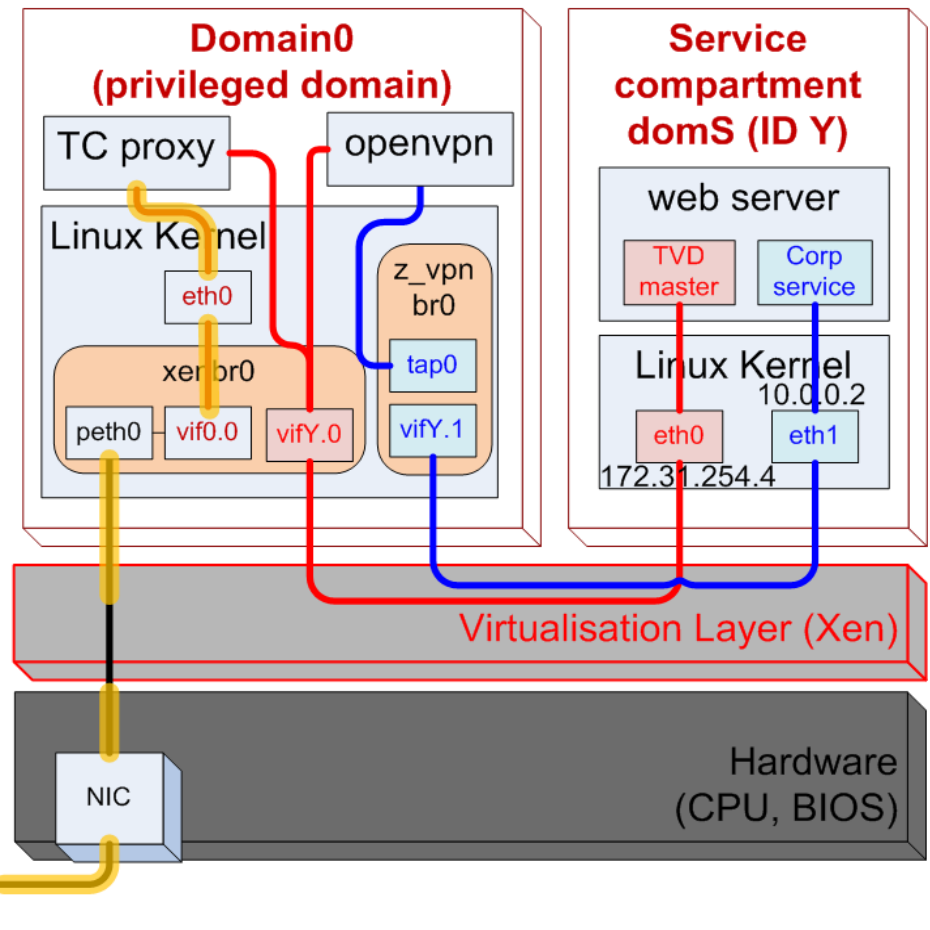 Domain0
(privileged domain)
TC proxy
openvpn
Linux Kernel
eth0
z_vpn
br0
tap0
vifY.1
xenbr0
peth0
vif0.0
vifY.0
Service
compartment
domS (ID Y)
web server
TVD
master
Corp
service
Linux Kernel
10.0.0.2
eth0
eth1
172.31.254.4
Virtualisation Layer (Xen)
Hardware
(CPU, BIOS)
NIC